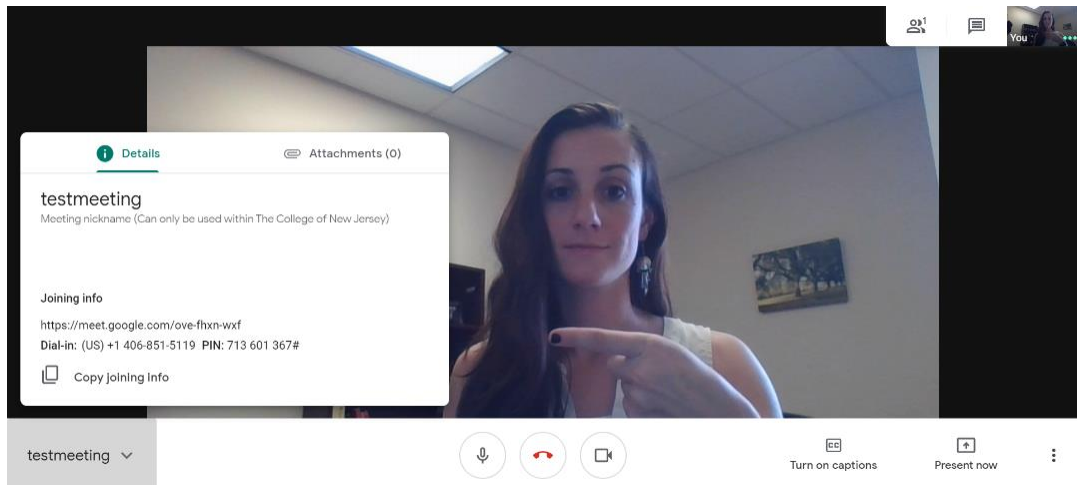 1
You
Details
Attachments (0)
testmeeting
Meeting nickname (Can only be used within The College of New Jersey)
Joining info
https://meet.google.com/ove-fhxn-wxf
Dial-in: (US) +1 406-851-5119 PIN: 713 601 367#
Copy joining info
testmeeting
CC
Turn on captions
Present now